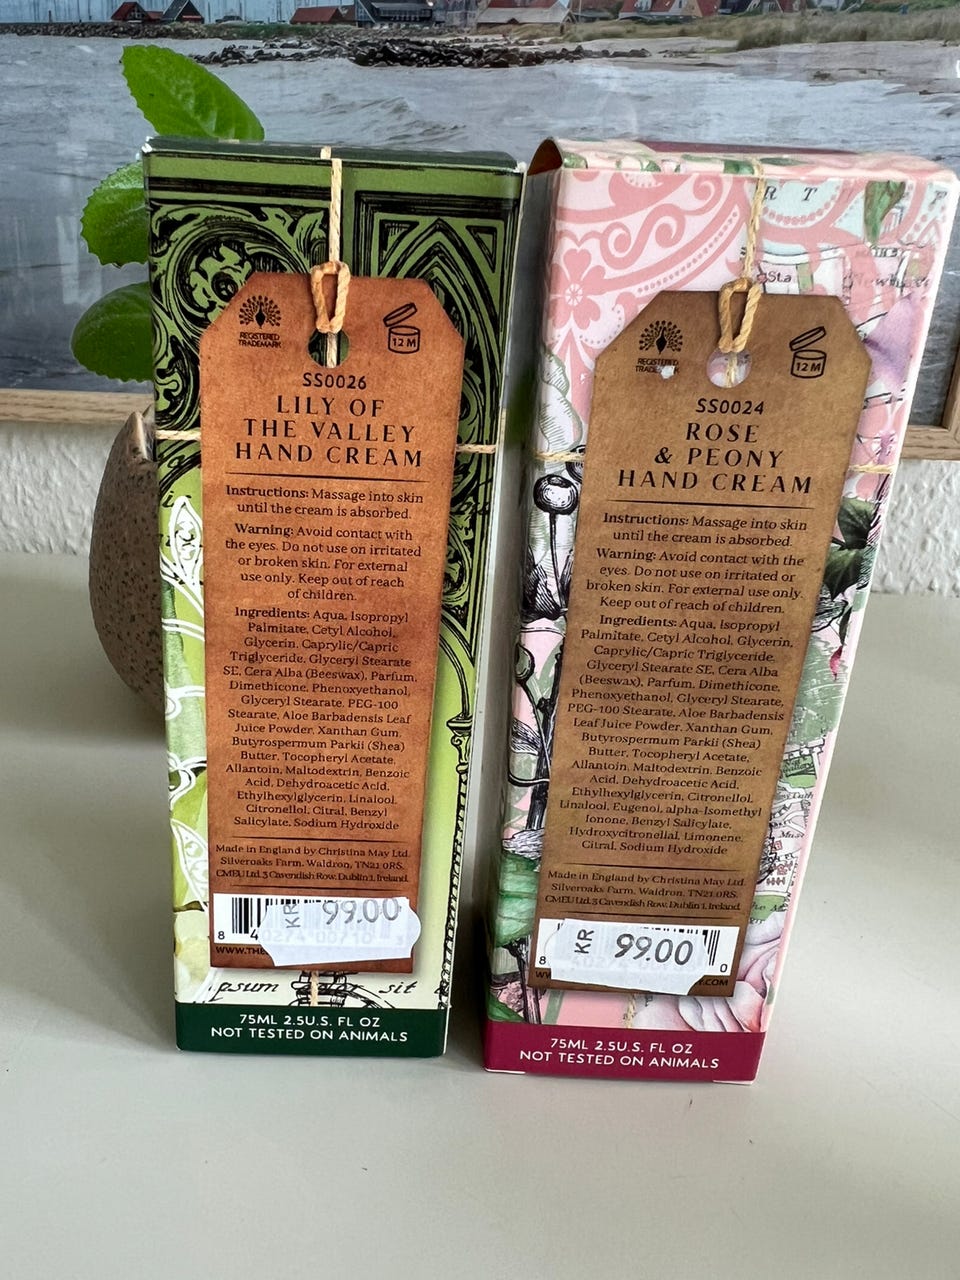 REGISTERED
TRADEMARK
12 M
SS0026
LILY OF
THE VALLEY
HAND CREAM
Instructions: Massage into skin
until the cream is absorbed.
Warning: Avoid contact with
the eyes. Do not use on irritated
or broken skin. For external
use only. Keep out of reach
of children.
Ingredients: Aqua, Isopropyl
Palmitate, Cetyl Alcohol,
Glycerin, Caprylic/Capric
Triglyceride, Glyceryl Stearate
SE, Cera Alba (Beeswax), Parfum,
Dimethicone, Phenoxyethanol,
Glyceryl Stearate, PEG-100
Stearate, Aloe Barbadensis Leaf
Juice Powder, Xanthan Gum,
Butyrospermum Parkii (Shea)
Butter, Tocopheryl Acetate,
Allantoin, Maltodextrin, Benzoic
Acid, Dehydroacetic Acid,
Ethylhexylglycerin, Linalool,
Citronellol, Citral, Benzyl
Salicylate, Sodium Hydroxide
Made in England by Christina May Ltd.
Silveroaks Farm, Waldron, TN21 0RS.
CMEU Ltd. 3 Cavendish Row, Dublin 1, Ireland.
KR 99.00
ipsum sit
75ML 2.5U.S. FL OZ
NOT TESTED ON ANIMALS
REGISTERED
12 M
SS0024
ROSE
& PEONY
HAND CREAM
Instructions: Massage into skin
until the cream is absorbed.
Warning: Avoid contact with the
eyes. Do not use on irritated or
broken skin. For external use only.
Keep out of reach of children.
Ingredients: Aqua, Isopropyl
Palmitate, Cetyl Alcohol, Glycerin,
Caprylic/Capric Triglyceride,
Glyceryl Stearate SE, Cera Alba
(Beeswax), Parfum, Dimethicone,
Phenoxyethanol, Glyceryl Stearate,
PEG-100 Stearate, Aloe Barbadensis
Leaf Juice Powder, Xanthan Gum,
Butyrospermum Parkii (Shea)
Butter, Tocopheryl Acetate,
Allantoin, Maltodextrin, Benzoic
Acid, Dehydroacetic Acid,
Ethylhexylglycerin, Citronellol,
Linalool, Eugenol, alpha-Isomethyl
Ionone, Benzyl Salicylate,
Hydroxycitronellal, Limonene,
Citral, Sodium Hydroxide
Made in England by Christina May Ltd.
Silveroaks Farm, Waldron, TN21 0RS.
CMEU Ltd. 3 Cavendish Row, Dublin 1, Ireland.
KR 99.00
75ML 2.5U.S. FL OZ
NOT TESTED ON ANIMALS